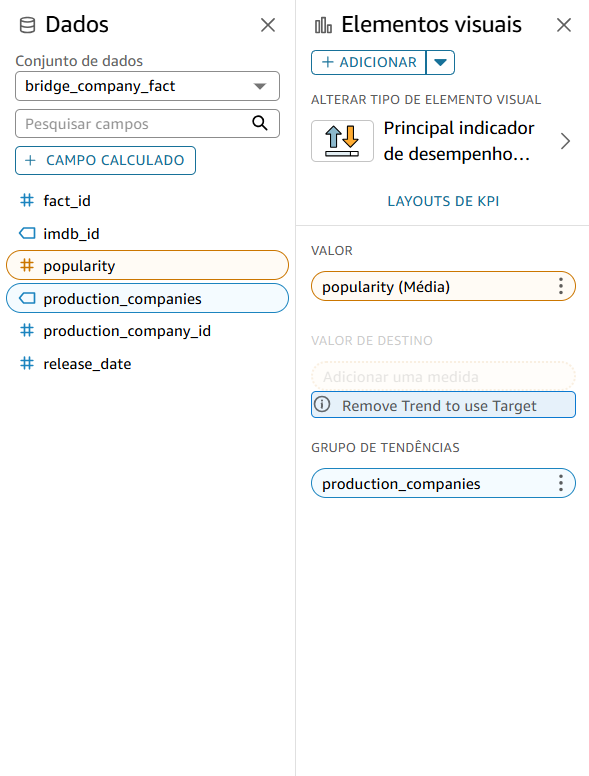 Dados
Conjunto de dados
bridge_company_fact
Pesquisar campos
+ CAMPO CALCULADO
# fact_id
imdb_id
# popularity
production_companies
# production_company_id
# release_date
Elementos visuais
+ ADICIONAR
ALTERAR TIPO DE ELEMENTO VISUAL
Principal indicador
de desempenho...
LAYOUTS DE KPI
VALOR
popularity (Média)
VALOR DE DESTINO
Adicionar uma medida
Remove Trend to use Target
GRUPO DE TENDÊNCIAS
production_companies